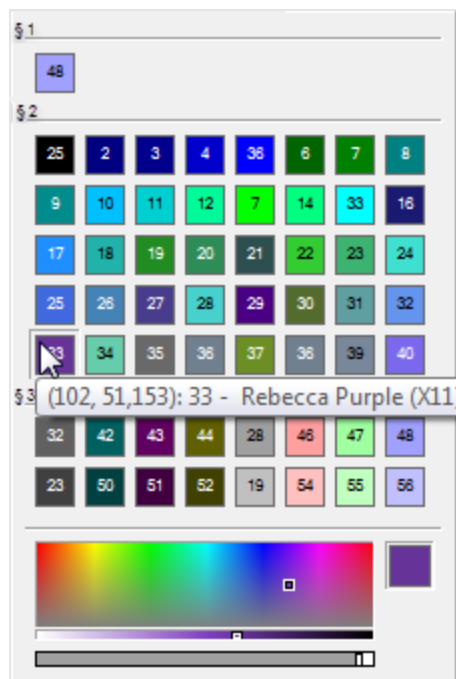 § 1
48
§ 2
25 2 3 4 36 6 7 8
9 10 11 12 7 14 33 16
17 18 19 20 21 22 23 24
25 26 27 28 29 30 31 32
33 34 35 36 37 36 39 40
§ 3 (102, 51,153): 33 - Rebecca Purple (X11)
32 42 43 44 28 46 47 48
23 50 51 52 19 54 55 56